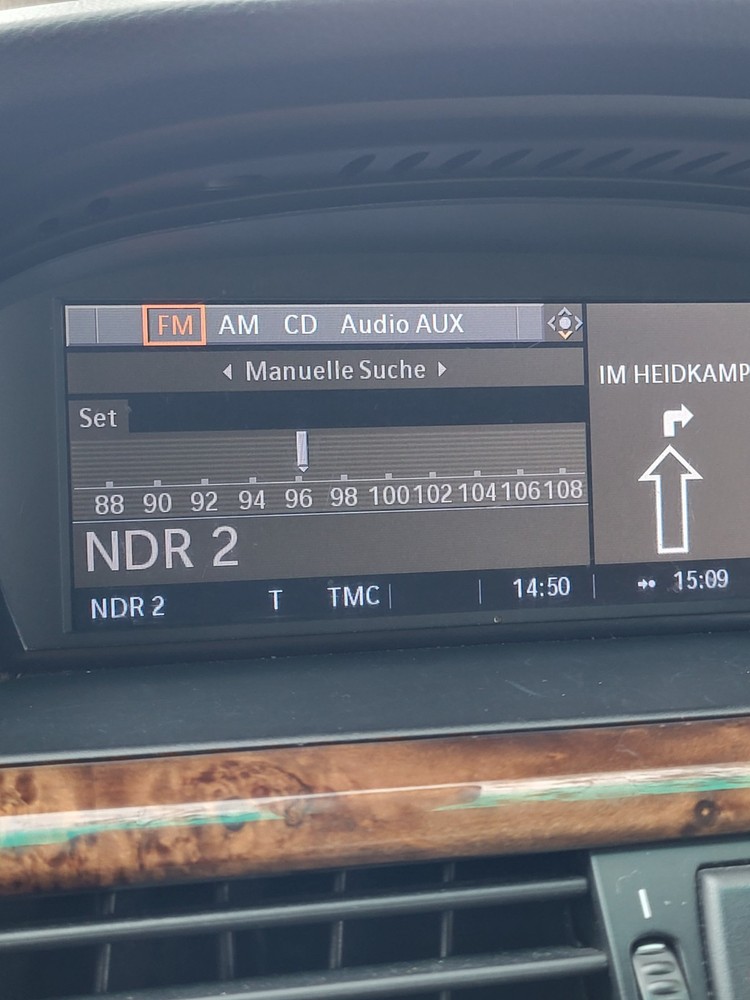 FM AM CD Audio AUX
Manuelle Suche
Set
88 90 92 94 96 98 100 102 104 106 108
NDR 2
NDR 2 T TMC 14:50
IM HEIDKAMP
15:09